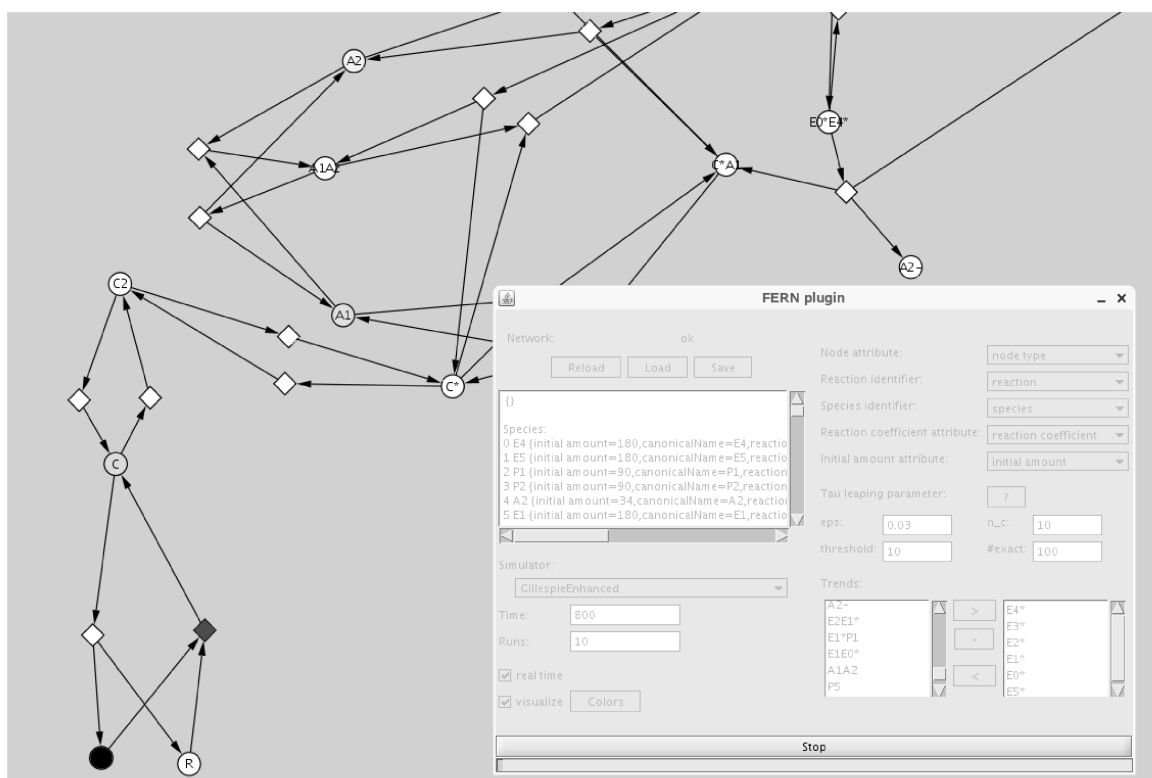 A2
E0*E4*
A1A2
C*A1
A2-
C2
A1
C*
C
R
FERN plugin
Network: ok
Reload Load Save
{}
Species:
0 E4 {initial amount=180,canonicalName=E4,reactio
1 E5 {initial amount=180,canonicalName=E5,reaction
2 P1 {initial amount=90,canonicalName=P1,reaction
3 P2 {initial amount=90,canonicalName=P2,reaction
4 A2 {initial amount=34,canonicalName=A2,reaction
5 E1 {initial amount=180,canonicalName=E1,reactio
Simulator:
GillespieEnhanced
Time: 800
Runs: 10
real time
visualize Colors
Node attribute: node type
Reaction identifier: reaction
Species identifier: species
Reaction coefficient attribute: reaction coefficient
Initial amount attribute: initial amount
Tau leaping parameter: ?
eps: 0.03 n_c: 10
threshold: 10 #exact: 100
Trends:
A2-
E2E1*
E1*P1
E1E0*
A1A2
P5
>
-
<
E4*
E3*
E2*
E1*
E0*
E5*
Stop